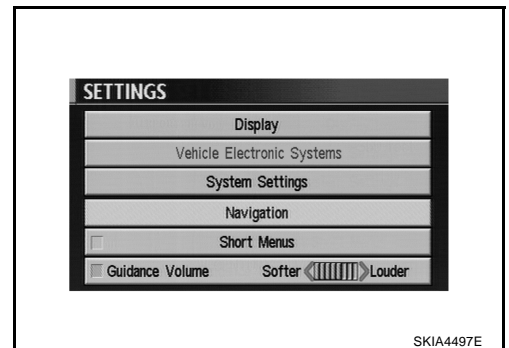 SETTINGS
Display
Vehicle Electronic Systems
System Settings
Navigation
Short Menus
Guidance Volume Softer Louder
SKIA4497E